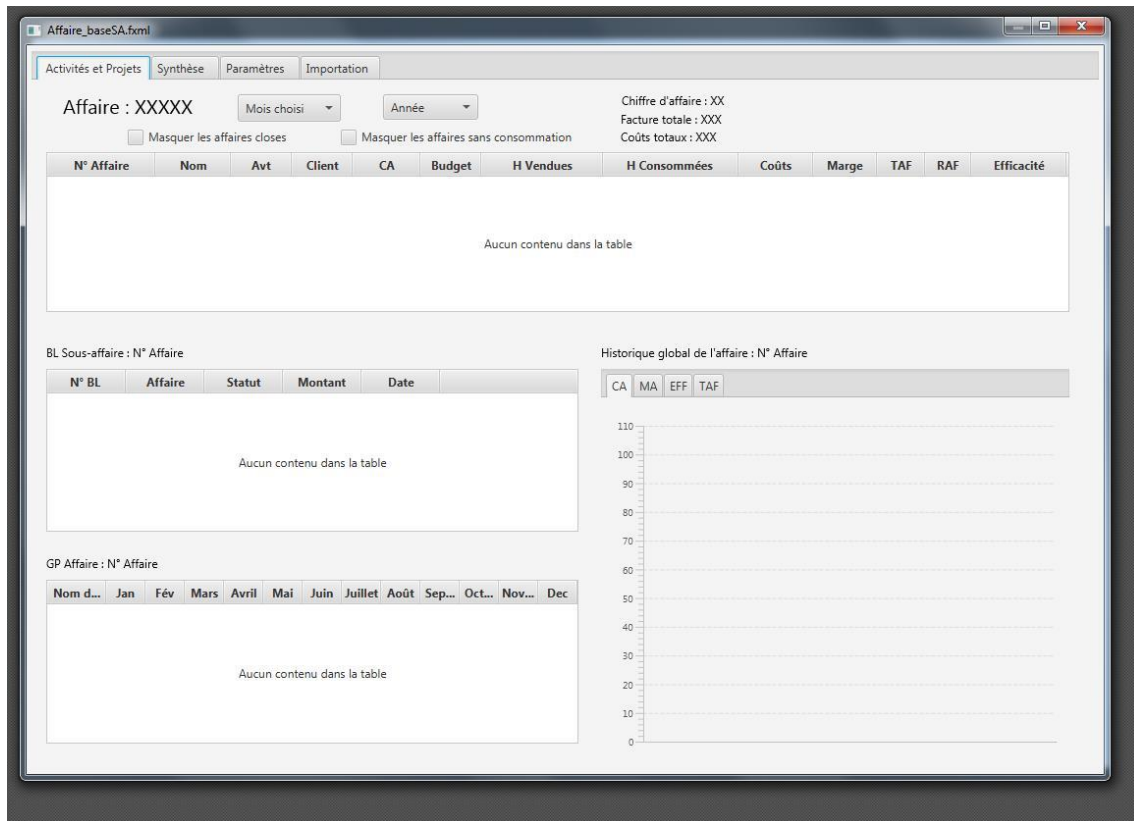 Affaire_baseSA.fxml
Activités et Projets Synthèse Paramètres Importation
Affaire : XXXXX Mois choisi Année
Chiffre d'affaire : XX
Facture totale : XXX
Coûts totaux : XXX
Masquer les affaires closes Masquer les affaires sans consommation
N° Affaire Nom Avt Client CA Budget H Vendues H Consommées Coûts Marge TAF RAF Efficacité
Aucun contenu dans la table
BL Sous-affaire : N° Affaire
N° BL Affaire Statut Montant Date
Aucun contenu dans la table
GP Affaire : N° Affaire
Nom d... Jan Fév Mars Avril Mai Juin Juillet Août Sep... Oct... Nov... Dec
Aucun contenu dans la table
Historique global de l'affaire : N° Affaire
CA MA EFF TAF
110
100
90
80
70
60
50
40
30
20
10
0